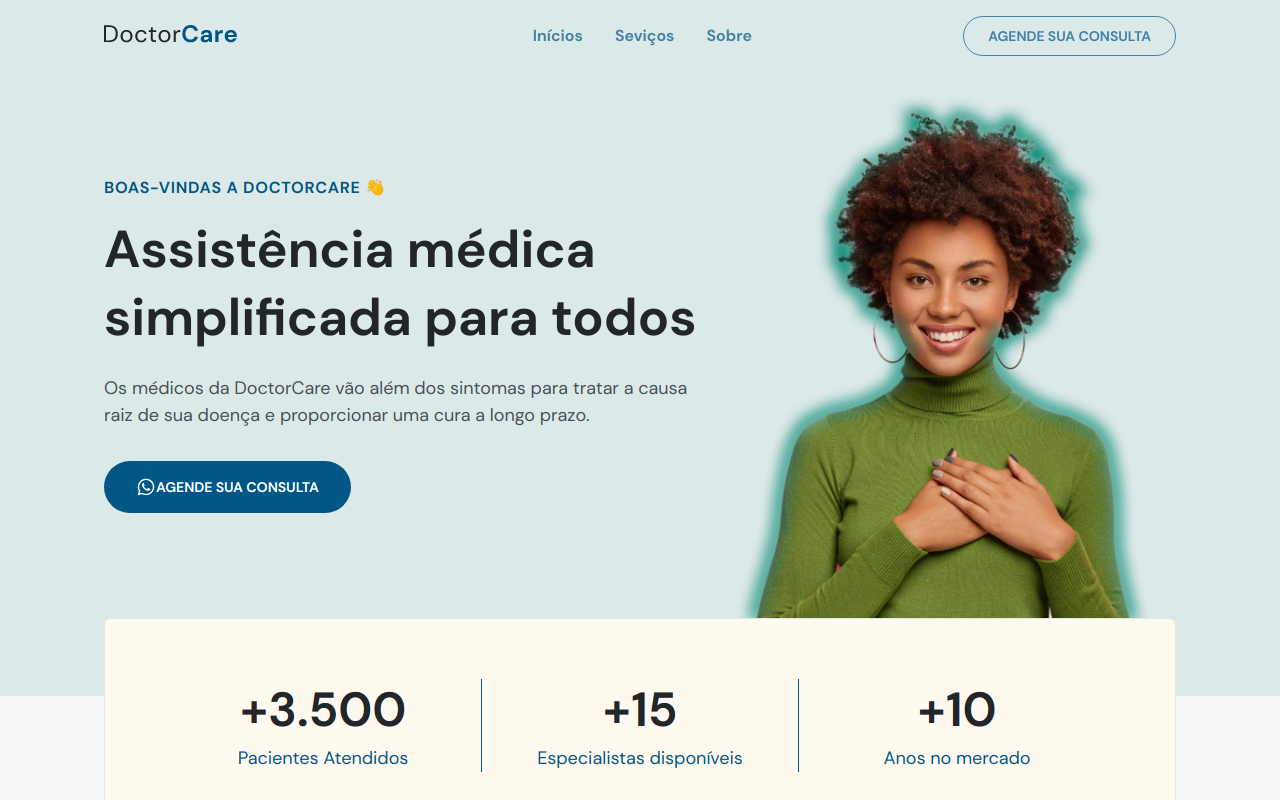 DoctorCare
Inícios
Seviços
Sobre
AGENDE SUA CONSULTA
BOAS-VINDAS A DOCTORCARE 👋
Assistência médica
simplificada para todos
Os médicos da DoctorCare vão além dos sintomas para tratar a causa
raiz de sua doença e proporcionar uma cura a longo prazo.
AGENDE SUA CONSULTA
+3.500
Pacientes Atendidos
+15
Especialistas disponíveis
+10
Anos no mercado